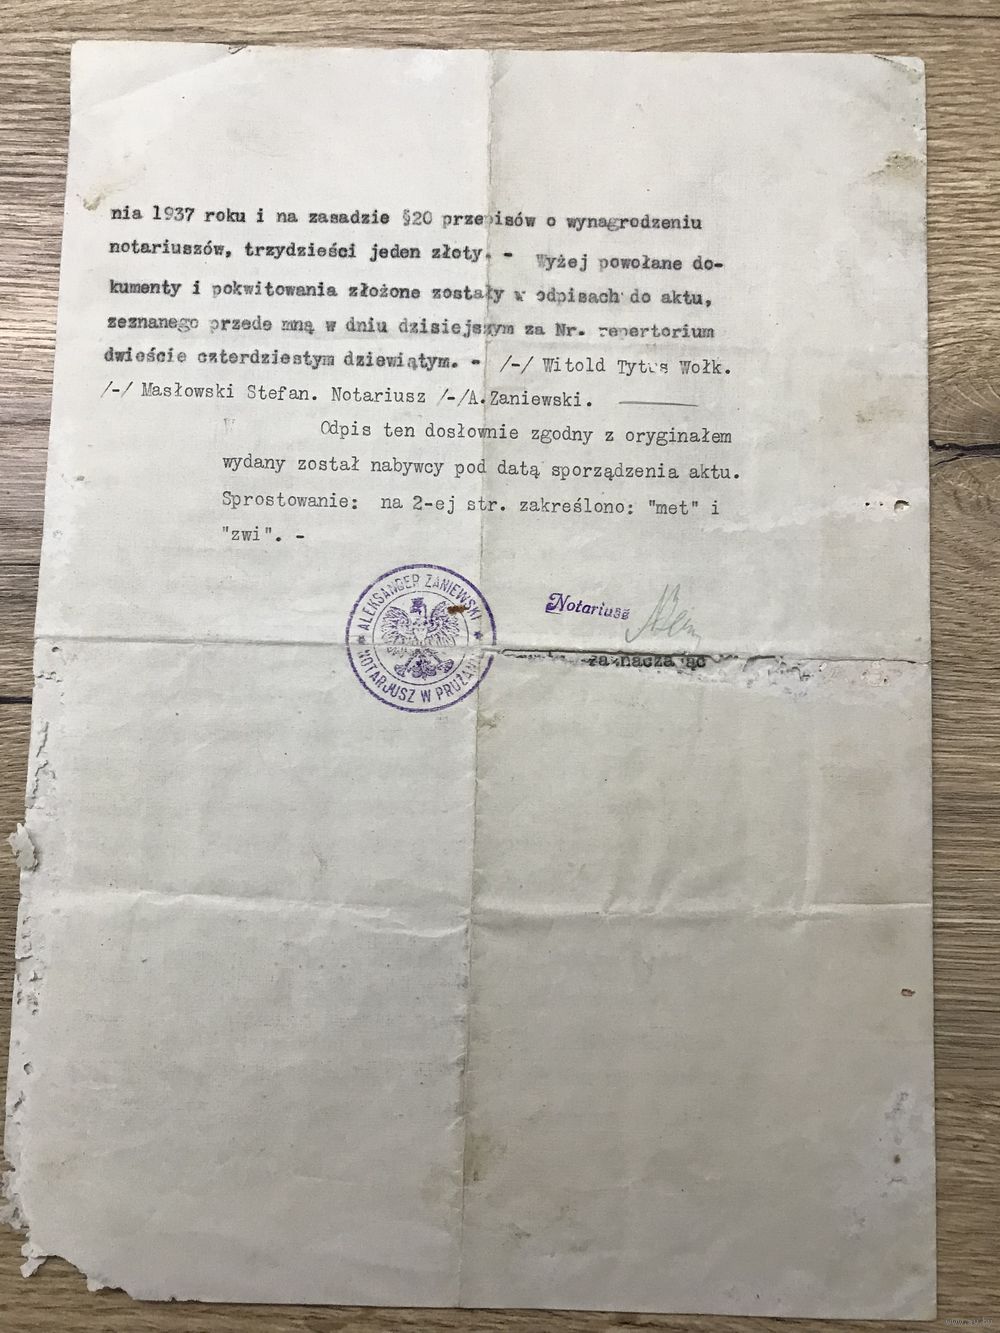 nia 1937 roku i na zasadzie §20 przepisów o wynagrodzeniu
notariuszów, trzydzieści jeden złoty. - Wyżej powołane do-
kumenty i pokwitowania złożone zostały w odpisach do aktu,
zeznanego przede mną w dniu dzisiejszym za Nr. repertorium
dwieście czterdziestym dziewiątym. - /-/ Witold Tytus Wołk.
/-/ Masłowski Stefan. Notariusz /-/A.Zaniewski.
Odpis ten dosłownie zgodny z oryginałem
wydany został nabywcy pod datą sporządzenia aktu.
Sprostowanie: na 2-ej str. zakreślono: "met" i
"zwi". -
ALEKSANDER ZANIEWSKI
NOTARJUSZ W PRUŻANIE
Notariusz
zaznaczając